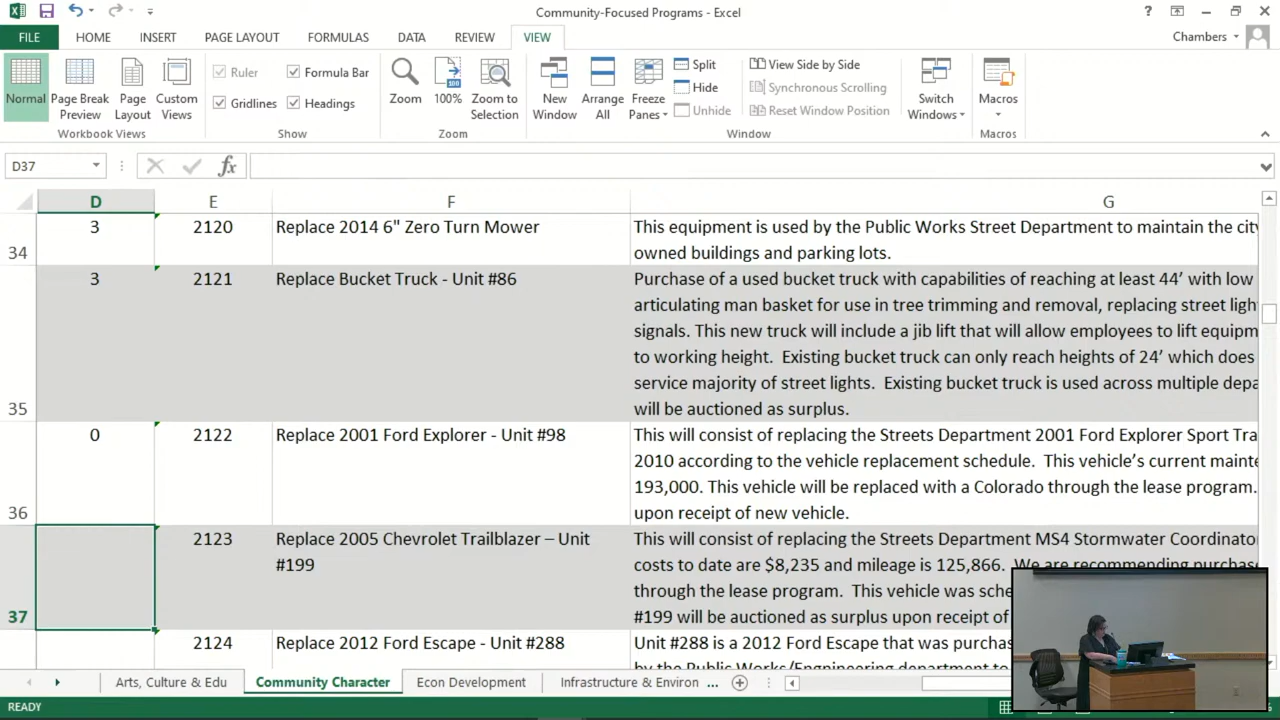 Community-Focused Programs - Excel
FILE HOME INSERT PAGE LAYOUT FORMULAS DATA REVIEW VIEW Chambers
Normal
Page Break Preview
Page Layout
Custom Views
Workbook Views
Ruler
Formula Bar
Gridlines
Headings
Show
Zoom
100%
Zoom to Selection
Zoom
New Window
Arrange All
Freeze Panes
Split
Hide
Unhide
View Side by Side
Synchronous Scrolling
Reset Window Position
Window
Switch Windows
Macros
Macros
D37
fx
D E F G
34 3 2120 Replace 2014 6" Zero Turn Mower
This equipment is used by the Public Works Street Department to maintain the cit
owned buildings and parking lots.
35 3 2121 Replace Bucket Truck - Unit #86
Purchase of a used bucket truck with capabilities of reaching at least 44’ with low
articulating man basket for use in tree trimming and removal, replacing street ligh
signals. This new truck will include a jib lift that will allow employees to lift equipm
to working height. Existing bucket truck can only reach heights of 24’ which does
service majority of street lights. Existing bucket truck is used across multiple depa
will be auctioned as surplus.
36 0 2122 Replace 2001 Ford Explorer - Unit #98
This will consist of replacing the Streets Department 2001 Ford Explorer Sport Tra
2010 according to the vehicle replacement schedule. This vehicle’s current maint
193,000. This vehicle will be replaced with a Colorado through the lease program.
upon receipt of new vehicle.
37 2123 Replace 2005 Chevrolet Trailblazer – Unit
#199
This will consist of replacing the Streets Department MS4 Stormwater Coordinato
costs to date are $8,235 and mileage is 125,866. We are recommending purchase
through the lease program. This vehicle was sche
#199 will be auctioned as surplus upon receipt of
2124 Replace 2012 Ford Escape - Unit #288
Unit #288 is a 2012 Ford Escape that was purchas
by the Public Works/Engineering department to
Arts, Culture & Edu Community Character Econ Development Infrastructure & Environ ...
READY